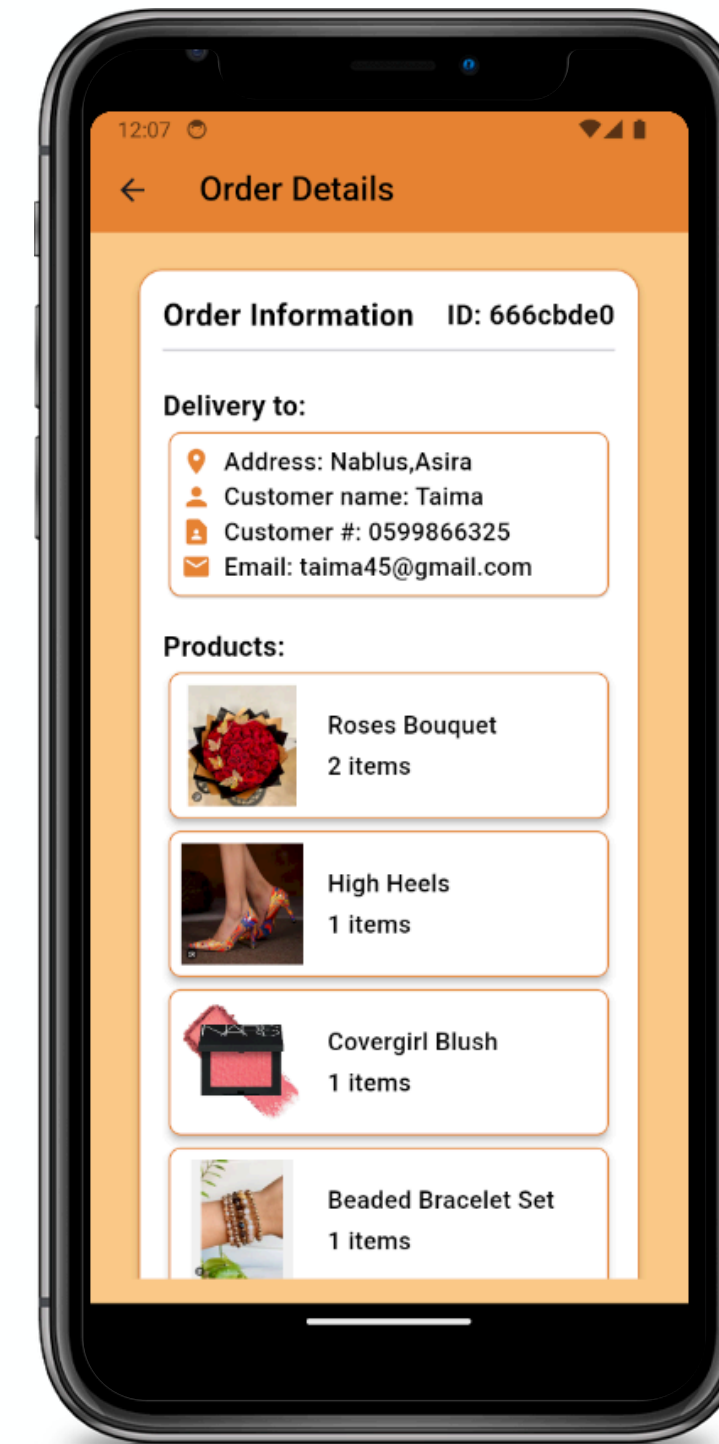 12:07
Order Details
Order Information ID: 666cbde0
Delivery to:
Address: Nablus,Asira
Customer name: Taima
Customer #: 0599866325
Email: taima45@gmail.com
Products:
Roses Bouquet
2 items
High Heels
1 items
NARS
Covergirl Blush
1 items
Beaded Bracelet Set
1 items